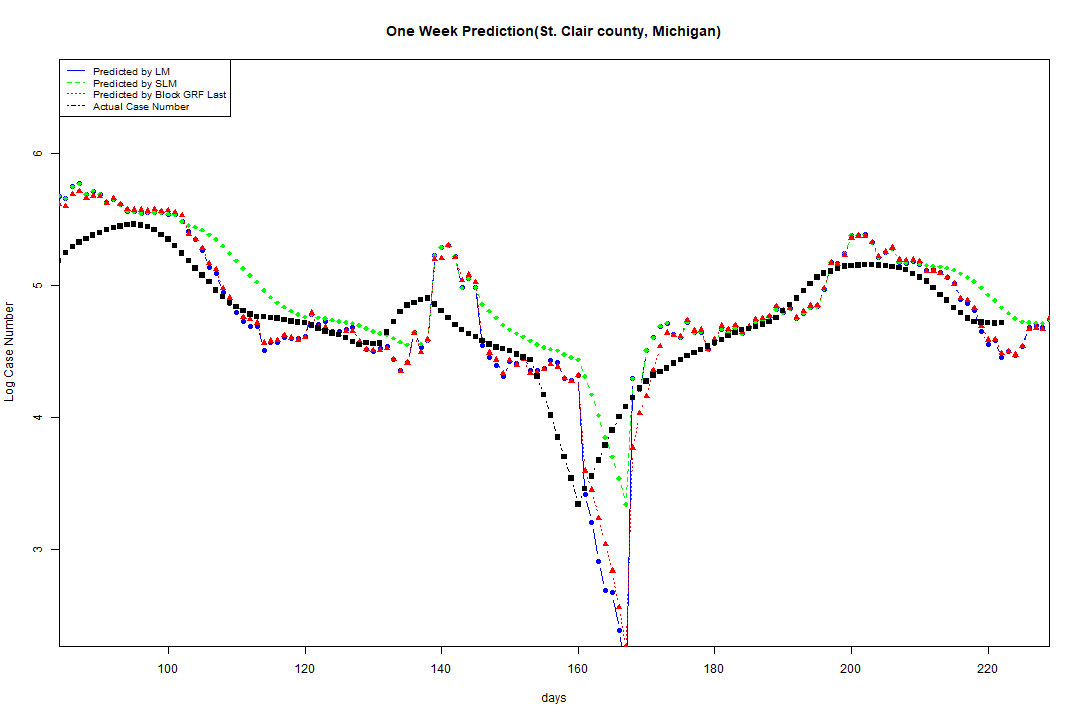 One Week Prediction(St. Clair county, Michigan)
Predicted by LM
Predicted by SLM
Predicted by Block GRF Last
Actual Case Number
Log Case Number
6
5
4
3
100 120 140 160 180 200 220
days